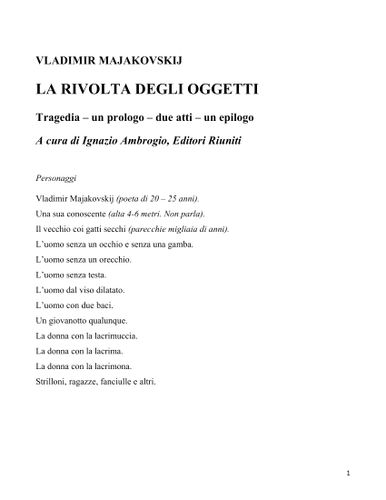 VLADIMIR MAJAKOVSKIJ
LA RIVOLTA DEGLI OGGETTI
Tragedia – un prologo – due atti – un epilogo
A cura di Ignazio Ambrogio, Editori Riuniti
Personaggi
Vladimir Majakovskij (poeta di 20 – 25 anni).
Una sua conoscente (alta 4-6 metri. Non parla).
Il vecchio coi gatti secchi (parecchie migliaia di anni).
L'uomo senza un occhio e senza una gamba.
L'uomo senza un orecchio.
L'uomo senza testa.
L'uomo dal viso dilatato.
L'uomo con due baci.
Un giovanotto qualunque.
La donna con la lacrimuccia.
La donna con la lacrima.
La donna con la lacrimona.
Strilloni, ragazze, fanciulle e altri.
1